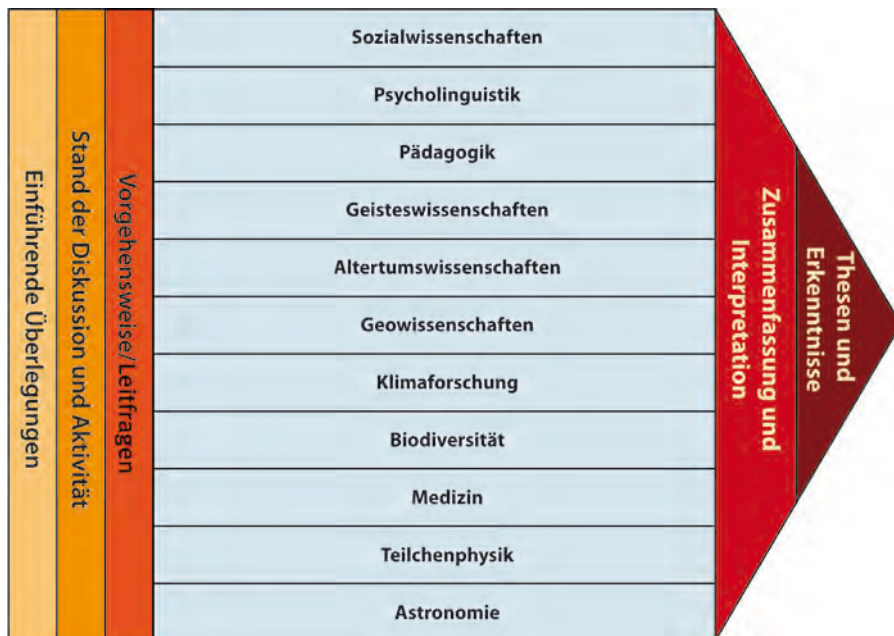 Einführende Überlegungen
Stand der Diskussion und Aktivität
Vorgehensweise/Leitfragen
Sozialwissenschaften
Psycholinguistik
Pädagogik
Geisteswissenschaften
Altertumswissenschaften
Geowissenschaften
Klimaforschung
Biodiversität
Medizin
Teilchenphysik
Astronomie
Zusammenfassung und
Interpretation
Thesen und
Erkenntnisse